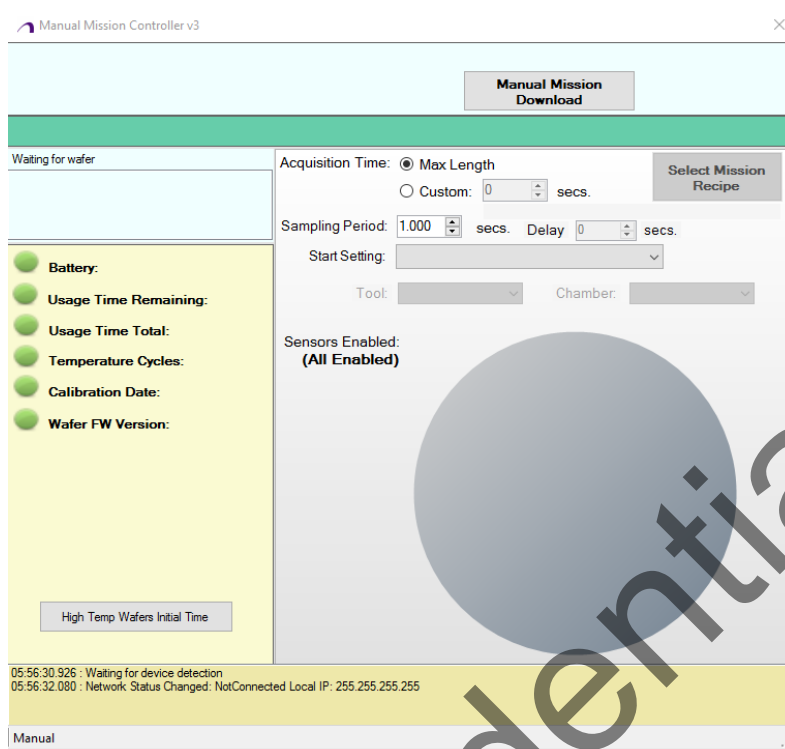 Manual Mission Controller v3
Manual Mission
Download
Waiting for wafer
Acquisition Time: Max Length
Select Mission
Recipe
Custom: 0 secs.
Sampling Period: 1.000 secs. Delay 0 secs.
Start Setting:
Tool: Chamber:
Battery:
Usage Time Remaining:
Usage Time Total:
Temperature Cycles:
Calibration Date:
Wafer FW Version:
Sensors Enabled:
(All Enabled)
High Temp Wafers Initial Time
05:56:30.926 : Waiting for device detection
05:56:32.080 : Network Status Changed: NotConnected Local IP: 255.255.255.255
Manual
dentia